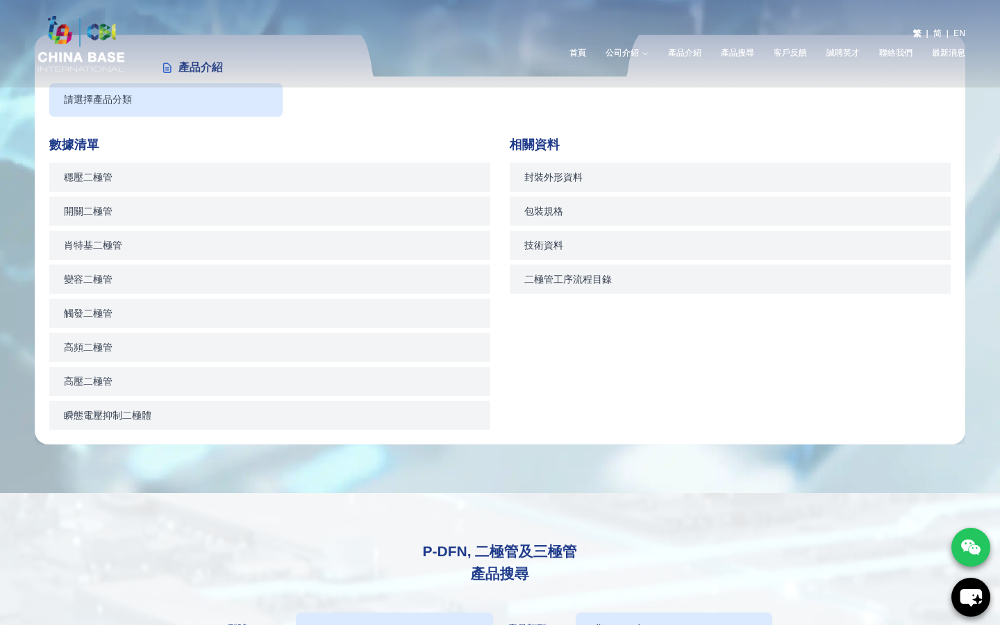 CHINA BASE
INTERNATIONAL
繁 | 简 | EN
首頁 公司介紹 產品介紹 產品搜尋 客戶反饋 誠聘英才 聯絡我們 最新消息
產品介紹
請選擇產品分類
數據清單
穩壓二極管
開關二極管
肖特基二極管
變容二極管
觸發二極管
高頻二極管
高壓二極管
瞬態電壓抑制二極體
相關資料
封裝外形資料
包裝規格
技術資料
二極管工序流程目錄
P-DFN, 二極管及三極管
產品搜尋